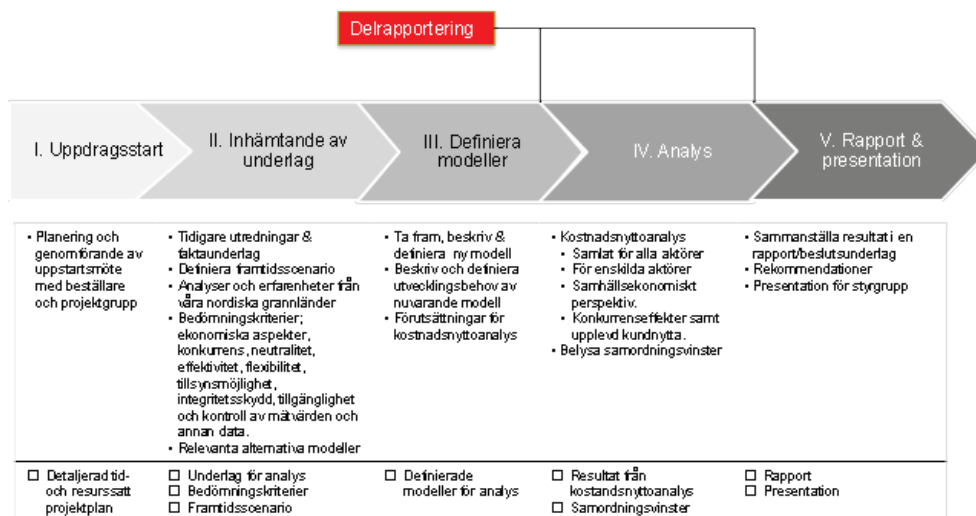 Delrapportering
I. Uppdragsstart
II. Inhämtande av
underlag
III. Definiera
modeller
IV. Analys
V. Rapport &
presentation
• Planering och
genomförande av
uppstartsmöte
med beställare
och projektgrupp
• Tidigare utredningar &
faktaunderlag
• Definiera framtidsscenario
• Analyser och erfarenheter från
våra nordiska grannländer
• Bedömningskriterier;
ekonomiska aspekter,
konkurrens, neutralitet,
effektivitet, flexibilitet,
tillsynsmöjlighet,
integritetsskydd, tillgänglighet
och kontroll av mätvärden och
annan data.
• Relevanta alternativa modeller
• Ta fram, beskriv &
definiera ny modell
• Beskriv och definiera
utvecklingsbehov av
nuvarande modell
• Förutsättningar för
kostnadsnyttoanalys
• Kostnadsnyttoanalys
• Samlat för alla aktörer
• För enskilda aktörer
• Samhällsekonomiskt
perspektiv.
• Konkurrenseffekter samt
upplevd kundnytta.
• Belysa samordningsvinster
• Sammanställa resultat i en
rapport/beslutsunderlag
• Rekommendationer
• Presentation för styrgrupp
☐ Detaljerad tid-
och resurssatt
projektplan
☐ Underlag för analys
☐ Bedömningskriterier
☐ Framtidsscenario
☐ Definierade
modeller för analys
☐ Resultat från
kostandsnyttoanalys
☐ Samordningsvinster
☐ Rapport
☐ Presentation